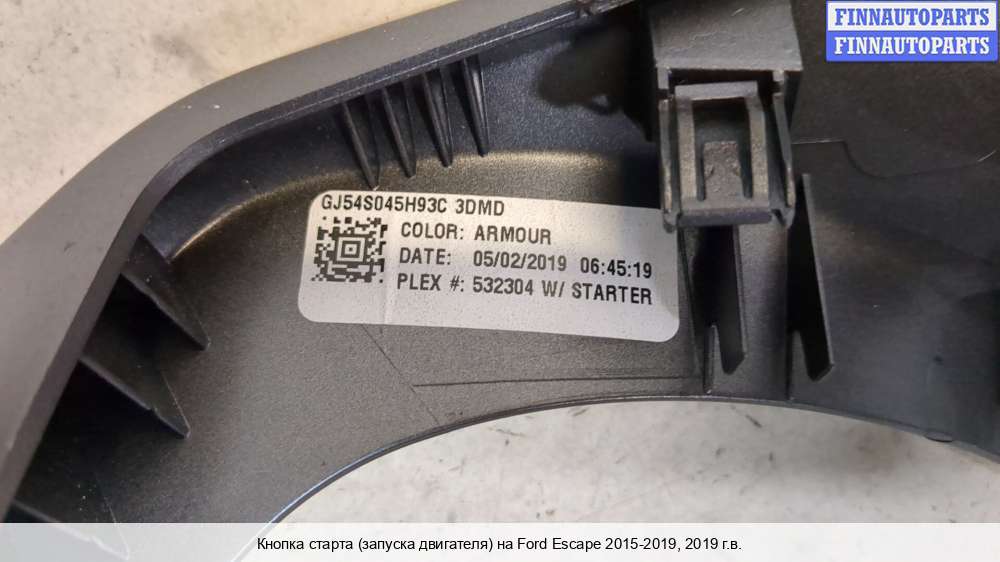 FINNAUTOPARTS
FINNAUTOPARTS
GJ54S045H93C 3DMD
COLOR: ARMOUR
DATE: 05/02/2019 06:45:19
PLEX #: 532304 W/ STARTER
Кнопка старта (запуска двигателя) на Ford Escape 2015-2019, 2019 г.в.